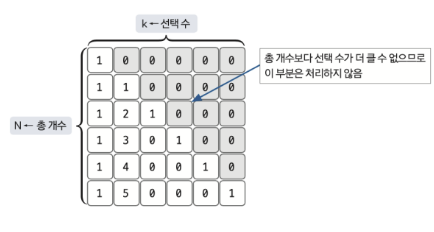 k ← 선택 수
1 0 0 0 0 0
1 1 0 0 0 0
1 2 1 0 0 0
1 3 0 1 0 0
1 4 0 0 1 0
1 5 0 0 0 1
N ← 총 개수
총 개수보다 선택 수가 더 클 수 없으므로
이 부분은 처리하지 않음